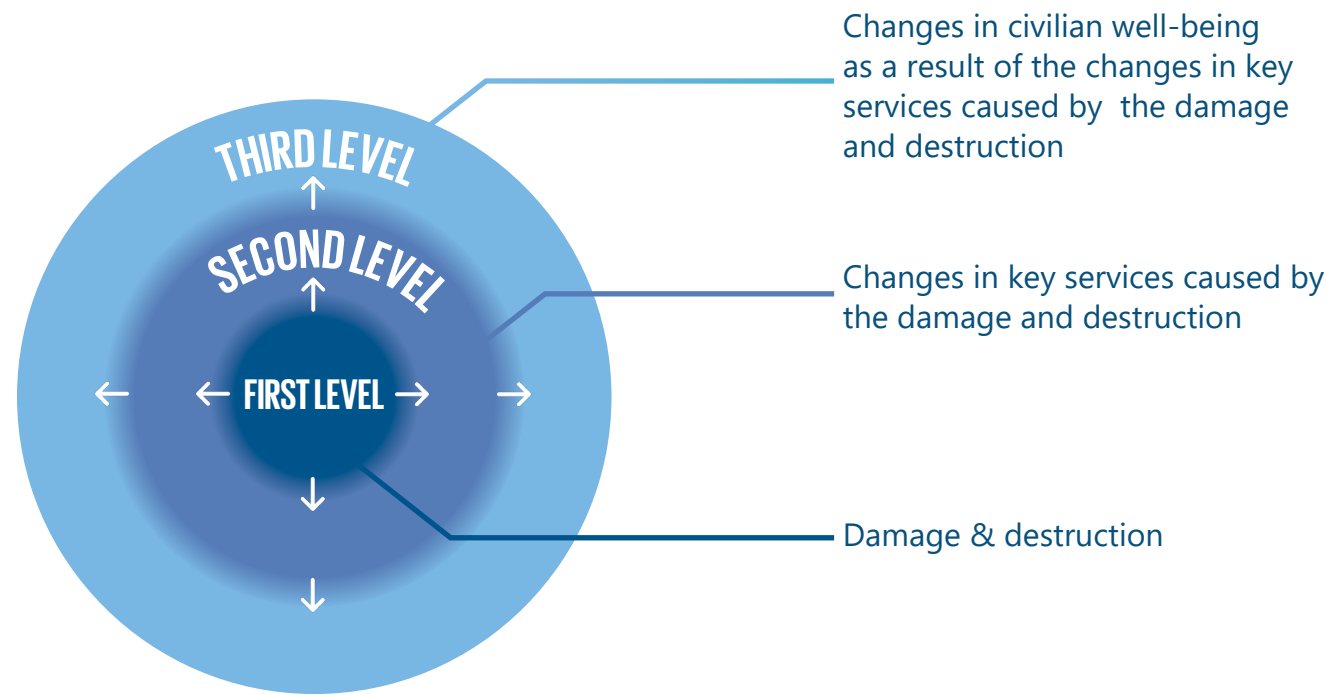 Changes in civilian well-being
as a result of the changes in key
services caused by  the damage
and destruction
THIRD LEVEL
SECOND LEVEL
Changes in key services caused by
the damage and destruction
FIRST LEVEL
Damage & destruction